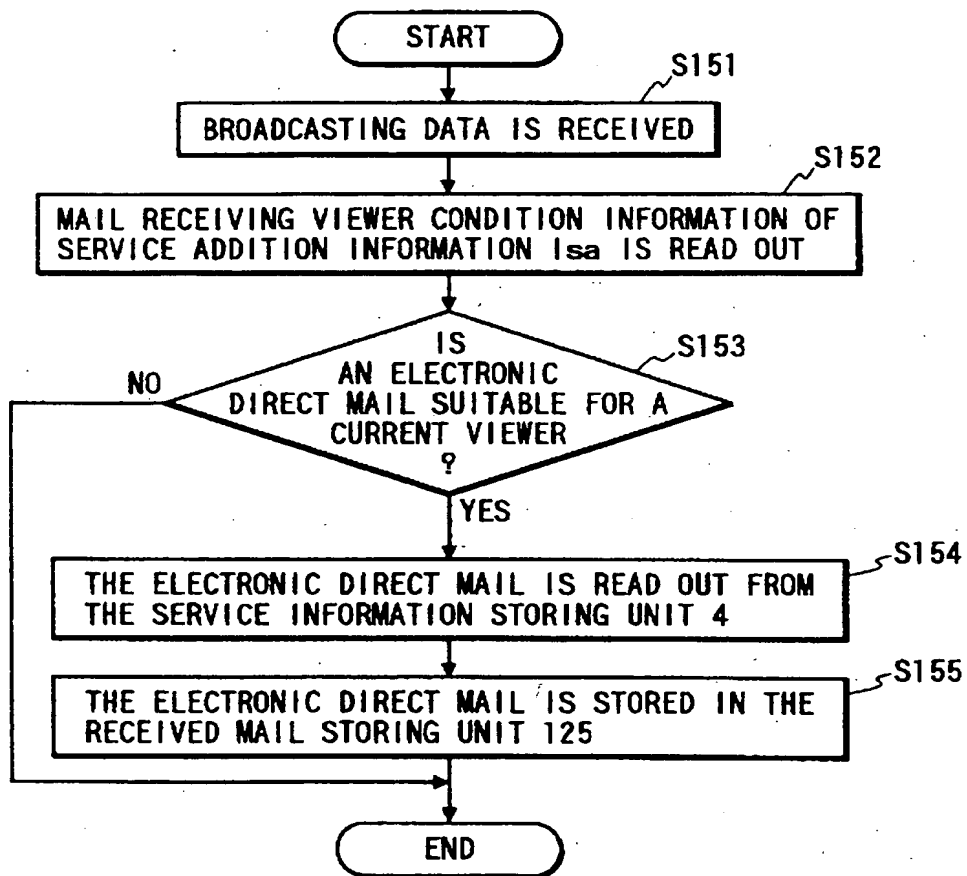 START
S151
BROADCASTING DATA IS RECEIVED
S152
MAIL RECEIVING VIEWER CONDITION INFORMATION OF
SERVICE ADDITION INFORMATION Isa IS READ OUT
S153
IS
AN ELECTRONIC
DIRECT MAIL SUITABLE FOR A
CURRENT VIEWER
?
NO
YES
S154
THE ELECTRONIC DIRECT MAIL IS READ OUT FROM
THE SERVICE INFORMATION STORING UNIT 4
S155
THE ELECTRONIC DIRECT MAIL IS STORED IN THE
RECEIVED MAIL STORING UNIT 125
END